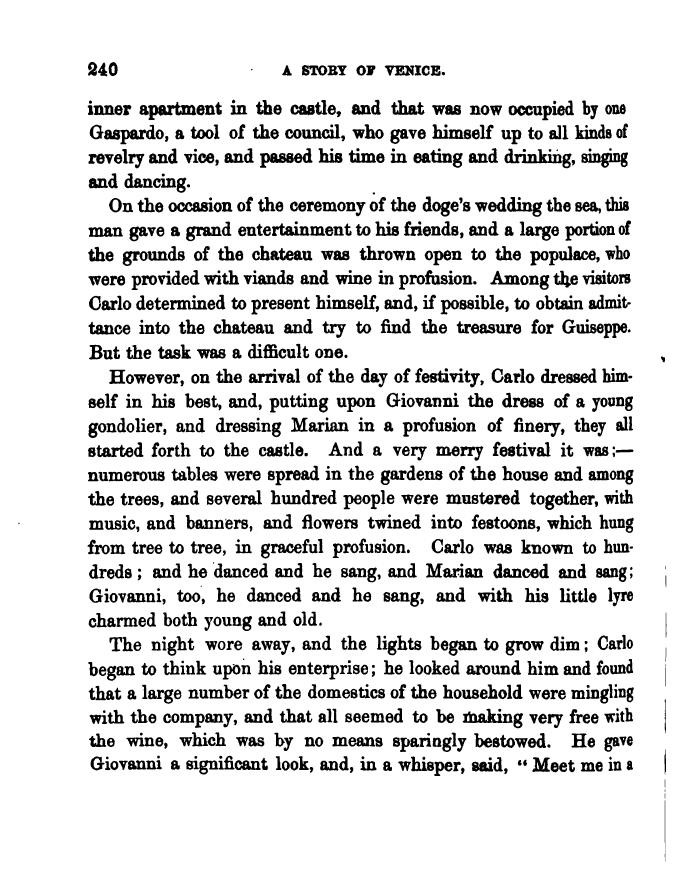 240 A STORY OF VENICE.
inner apartment in the castle, and that was now occupied by one
Gaspardo, a tool of the council, who gave himself up to all kinds of
revelry and vice, and passed his time in eating and drinking, singing
and dancing.
On the occasion of the ceremony of the doge's wedding the sea, this
man gave a grand entertainment to his friends, and a large portion of
the grounds of the chateau was thrown open to the populace, who
were provided with viands and wine in profusion. Among the visitors
Carlo determined to present himself, and, if possible, to obtain admit-
tance into the chateau and try to find the treasure for Guiseppe.
But the task was a difficult one.
However, on the arrival of the day of festivity, Carlo dressed him-
self in his best, and, putting upon Giovanni the dress of a young
gondolier, and dressing Marian in a profusion of finery, they all
started forth to the castle. And a very merry festival it was;—
numerous tables were spread in the gardens of the house and among
the trees, and several hundred people were mustered together, with
music, and banners, and flowers twined into festoons, which hung
from tree to tree, in graceful profusion. Carlo was known to hun-
dreds; and he danced and he sang, and Marian danced and sang;
Giovanni, too, he danced and he sang, and with his little lyre
charmed both young and old.
The night wore away, and the lights began to grow dim; Carlo
began to think upon his enterprise; he looked around him and found
that a large number of the domestics of the household were mingling
with the company, and that all seemed to be making very free with
the wine, which was by no means sparingly bestowed. He gave
Giovanni a significant look, and, in a whisper, said, "Meet me in a